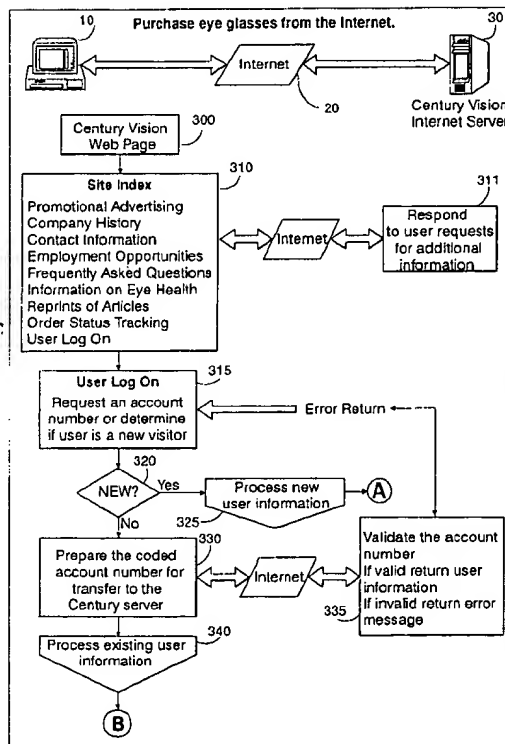 Purchase eye glasses from the Internet.
10
30
Internet
20
Century Vision
Internet Server
Century Vision
Web Page
300
310
Site Index
Promotional Advertising
Company History
Contact Information
Employment Opportunities
Frequently Asked Questions
Information on Eye Health
Reprints of Articles
Order Status Tracking
User Log On
Internet
311
Respond
to user requests
for additional
information
315
User Log On
Request an account
number or determine
if user is a new visitor
Error Return
320
NEW?
Yes
Process new
user information
325
A
No
330
Prepare the coded
account number for
transfer to the
Century server
Internet
Validate the account
number
If valid return user
information
If invalid return error
message
335
340
Process existing user
information
B